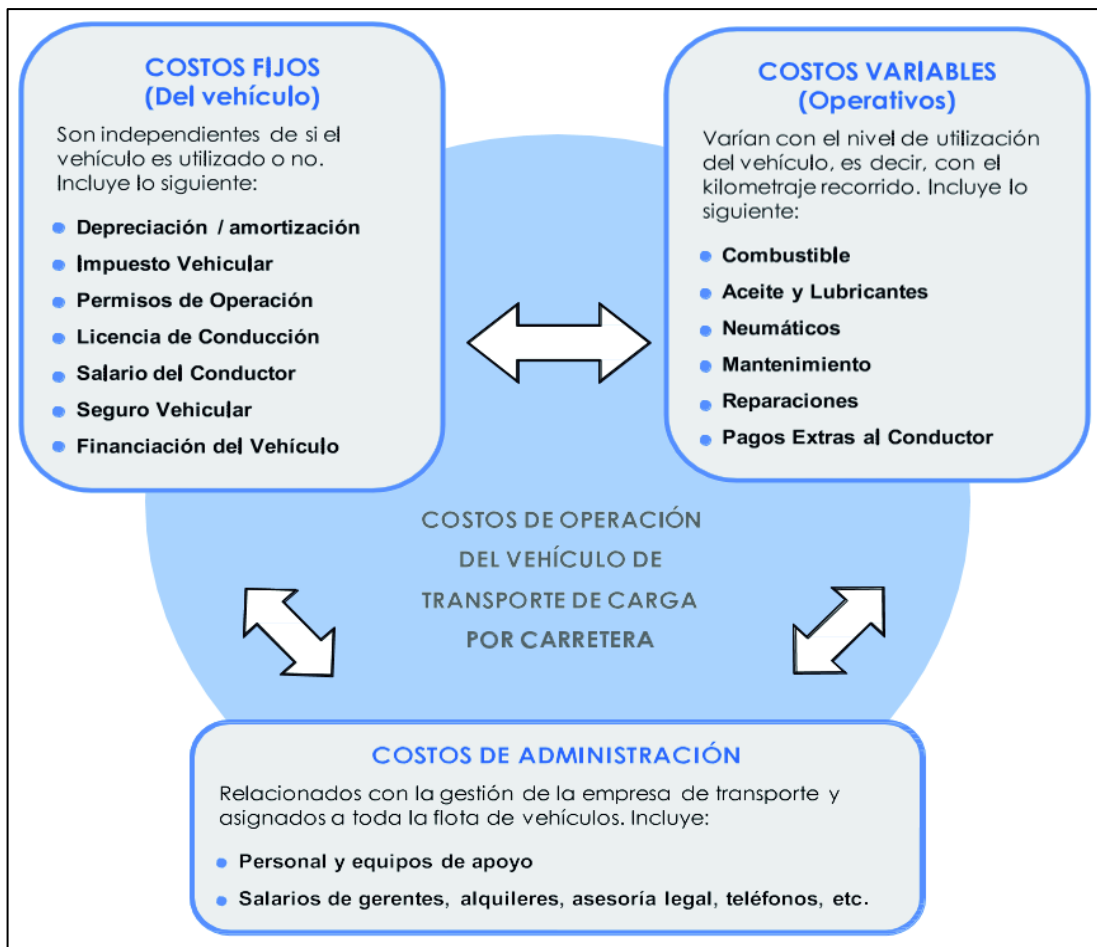 COSTOS FIJOS
(Del vehículo)
Son independientes de si el
vehículo es utilizado o no.
Incluye lo siguiente:
Depreciación / amortización
Impuesto Vehicular
Permisos de Operación
Licencia de Conducción
Salario del Conductor
Seguro Vehicular
Financiación del Vehículo
COSTOS VARIABLES
(Operativos)
Varían con el nivel de utilización
del vehículo, es decir, con el
kilometraje recorrido. Incluye lo
siguiente:
Combustible
Aceite y Lubricantes
Neumáticos
Mantenimiento
Reparaciones
Pagos Extras al Conductor
COSTOS DE OPERACIÓN
DEL VEHÍCULO DE
TRANSPORTE DE CARGA
POR CARRETERA
COSTOS DE ADMINISTRACIÓN
Relacionados con la gestión de la empresa de transporte y
asignados a toda la flota de vehículos. Incluye:
Personal y equipos de apoyo
Salarios de gerentes, alquileres, asesoría legal, teléfonos, etc.